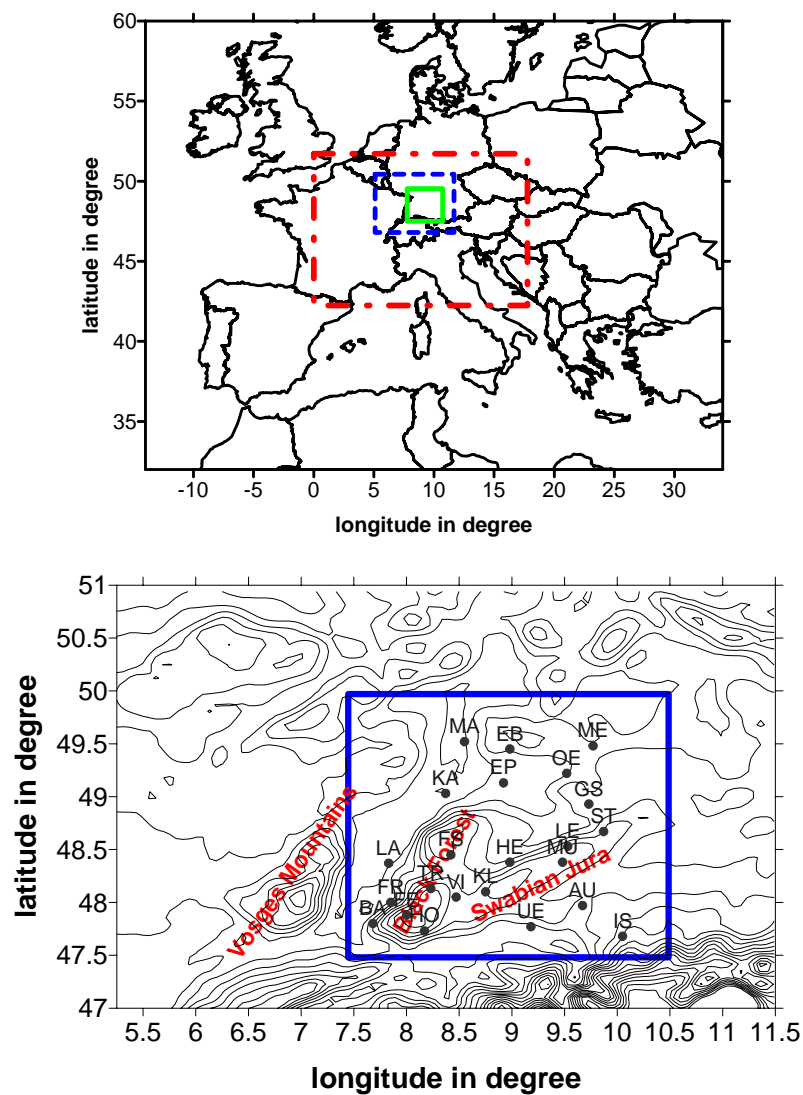 60
55
50
45
40
35
latitude in degree
-10 -5 0 5 10 15 20 25 30
longitude in degree
51
50.5
50
49.5
49
48.5
48
47.5
47
latitude in degree
MA
EB
ME
EP
OE
KA
GS
ST
LE
FS
HE
MU
LA
TR
KL
VI
FR
FE
BA
HO
UE
AU
IS
Vosges Mountains
Black Forest
Swabian Jura
5.5 6 6.5 7 7.5 8 8.5 9 9.5 10 10.5 11 11.5
longitude in degree